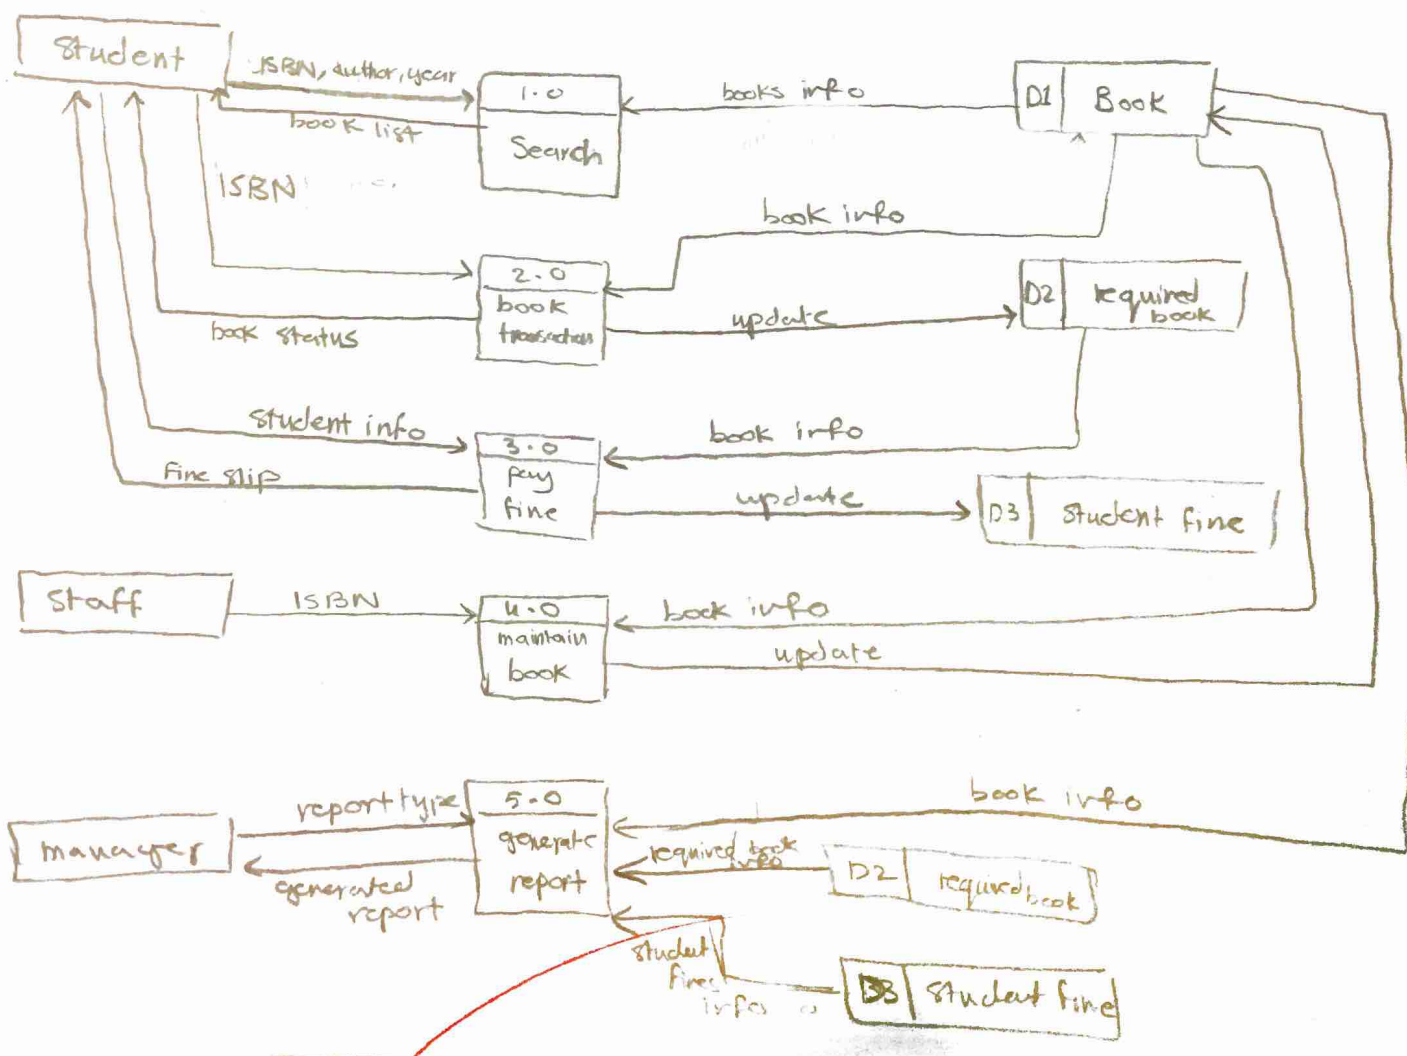 Student
ISBN, author, year
book list
1.0
Search
books info
D1 Book
ISBN
book info
2.0
book
transaction
book status
update
D2 required
book
student info
fine slip
3.0
pay
fine
book info
update
D3 student fine
Staff
ISBN
4.0
maintain
book
book info
update
manager
report type
generated
report
5.0
generate
report
book info
required book
info
D2 required
book
student
fines
info
D3 student fine